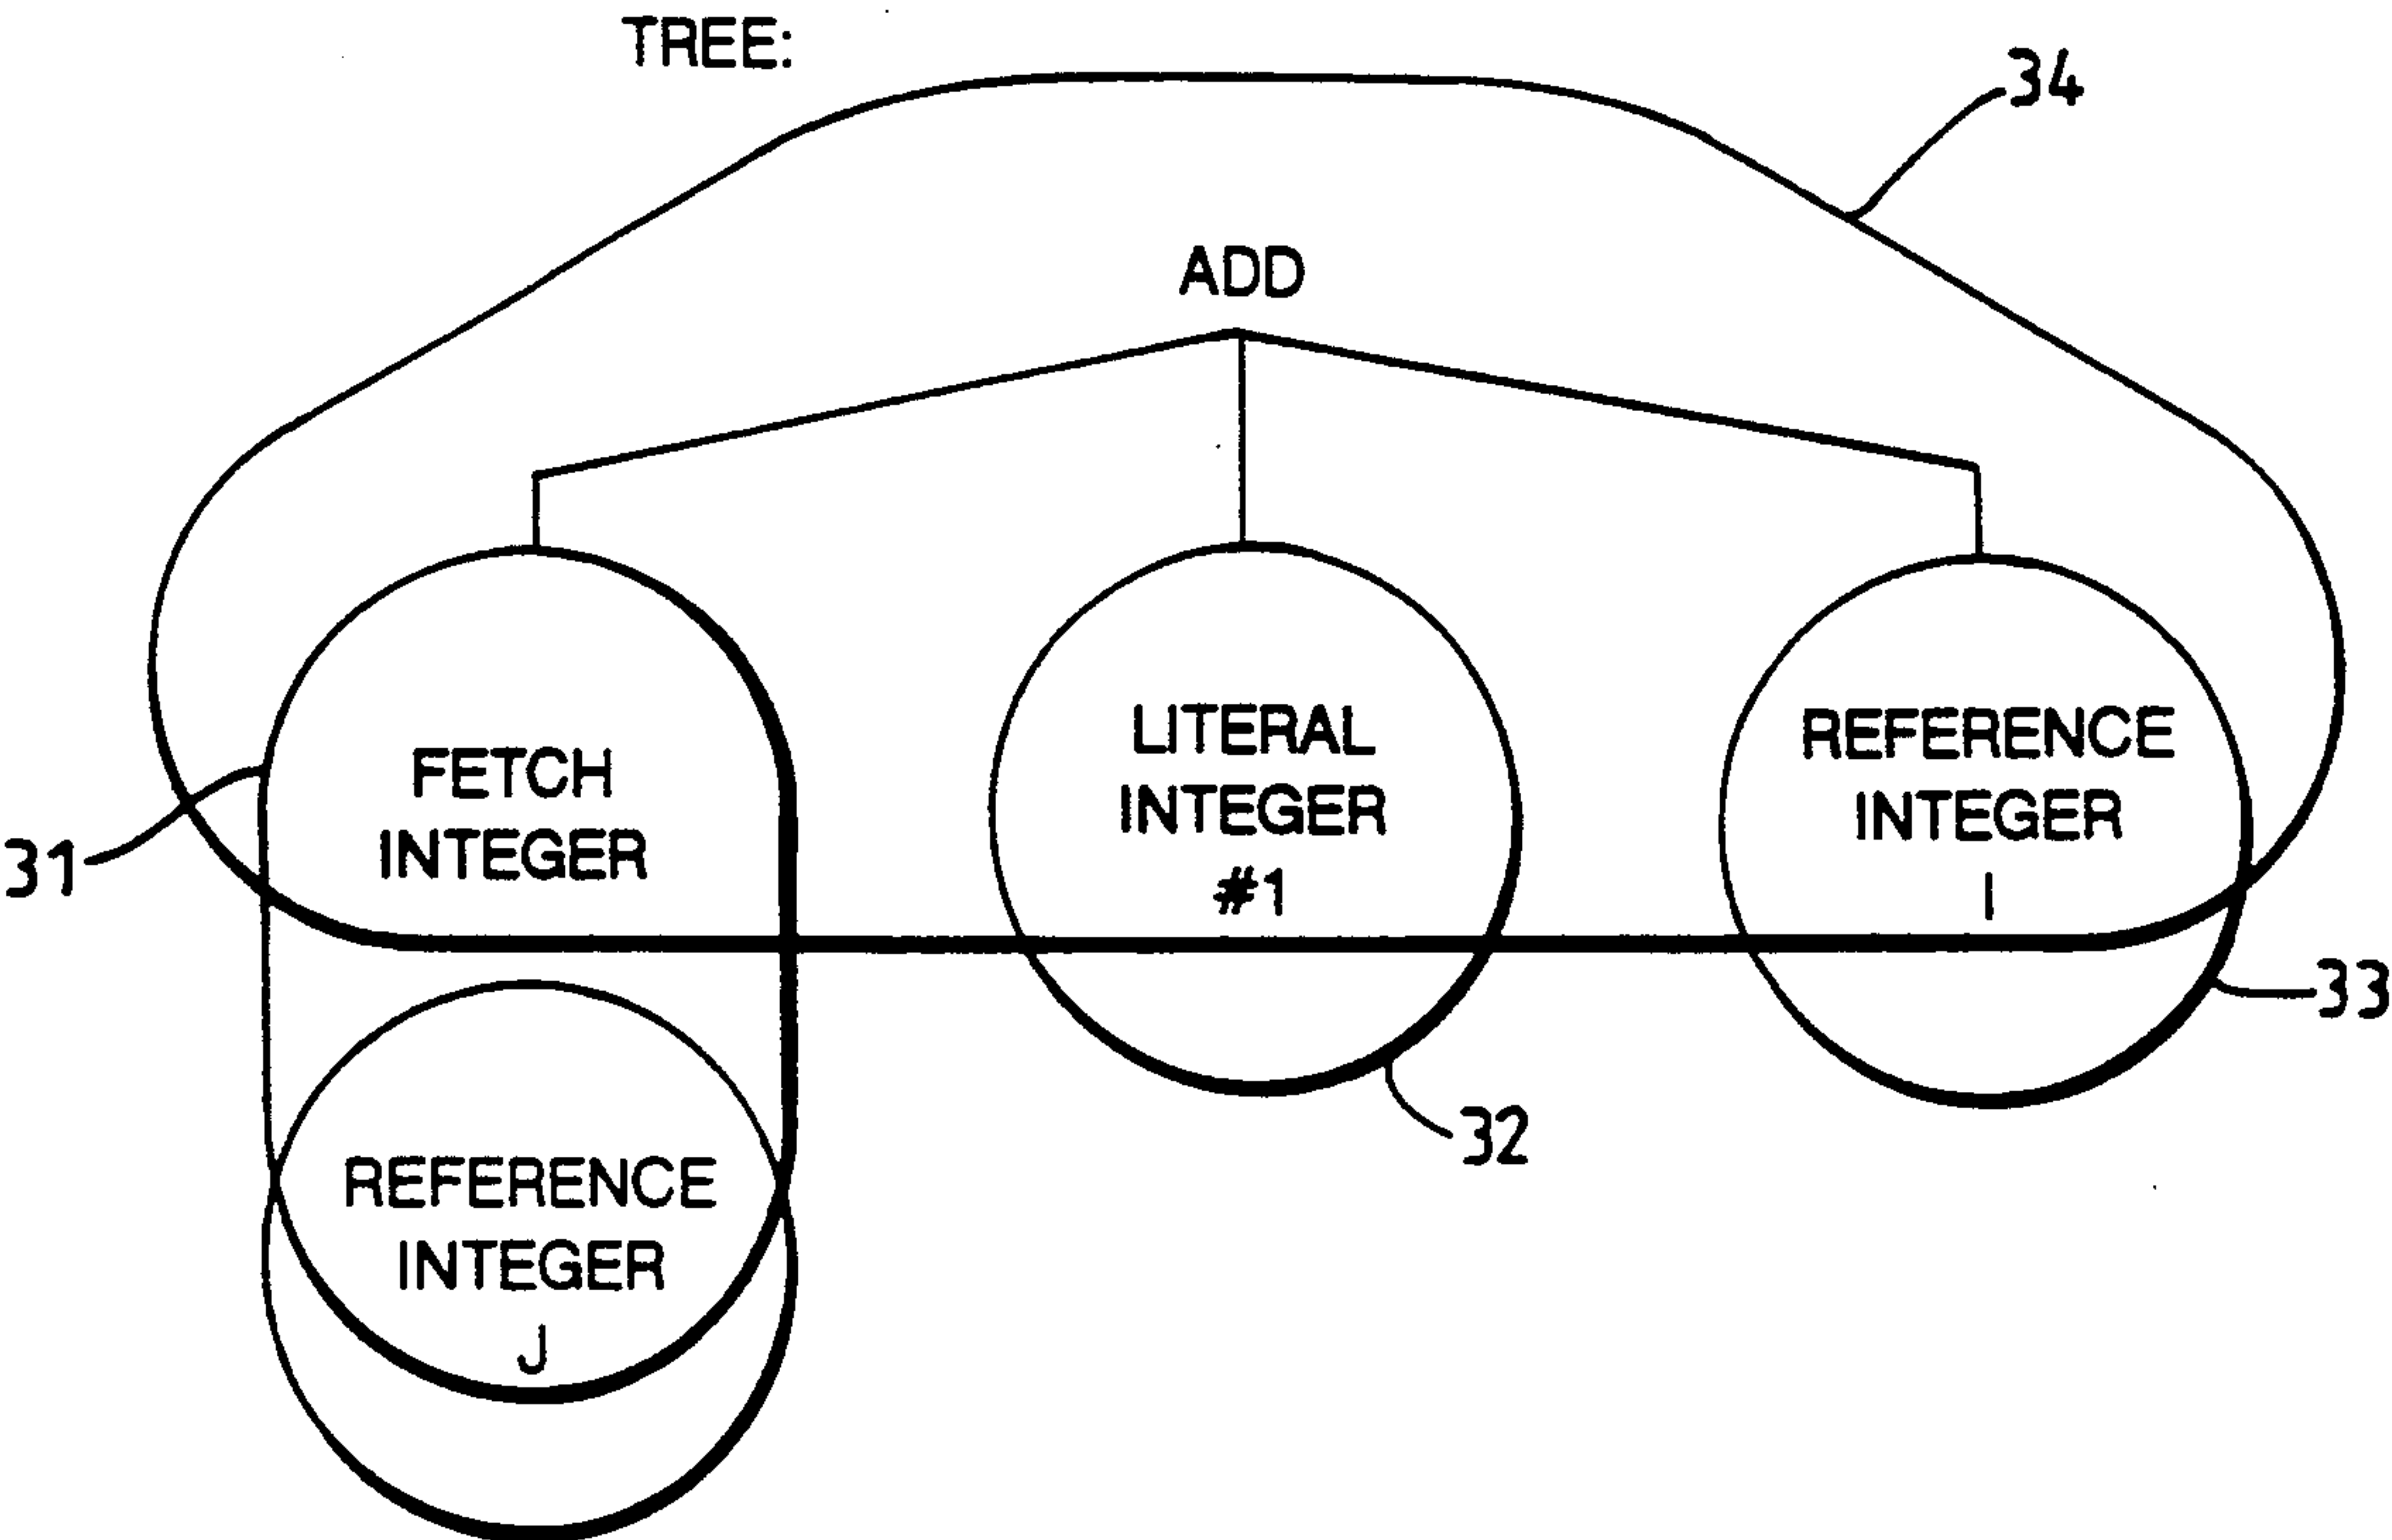 TREE:
34
ADD
FETCH
INTEGER
31
LITERAL
INTEGER
#1
REFERENCE
INTEGER
I
33
32
REFERENCE
INTEGER
J